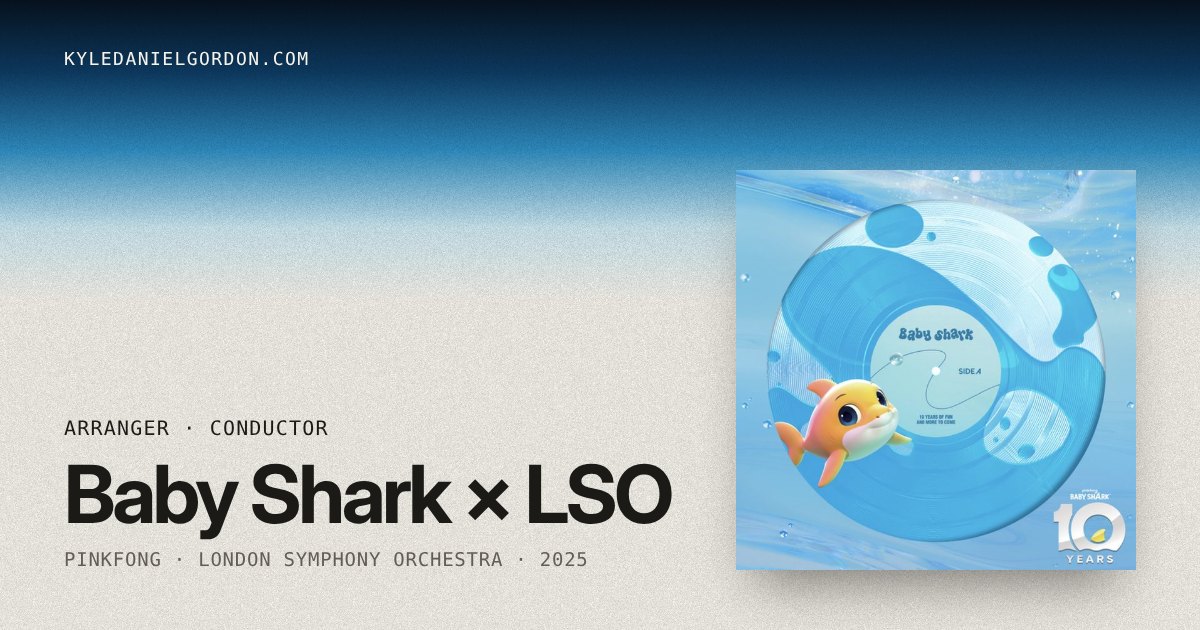 KYLEDANIELGORDON.COM
ARRANGER · CONDUCTOR
Baby Shark × LSO
PINKFONG · LONDON SYMPHONY ORCHESTRA · 2025
Baby shark
SIDE A
10 YEARS OF FUN
AND MORE TO COME
BABY SHARK
10
YEARS